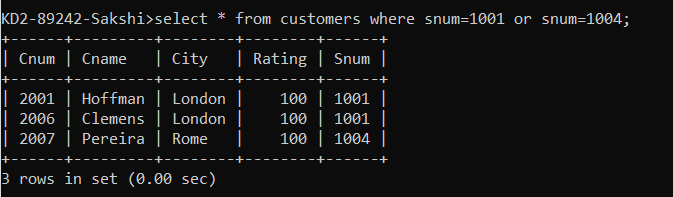 KD2-89242-Sakshi>select * from customers where snum=1001 or snum=1004;
+------+---------+--------+--------+------+
| Cnum | Cname   | City   | Rating | Snum |
+------+---------+--------+--------+------+
| 2001 | Hoffman | London |    100 | 1001 |
| 2006 | Clemens | London |    100 | 1001 |
| 2007 | Pereira | Rome   |    100 | 1004 |
+------+---------+--------+--------+------+
3 rows in set (0.00 sec)